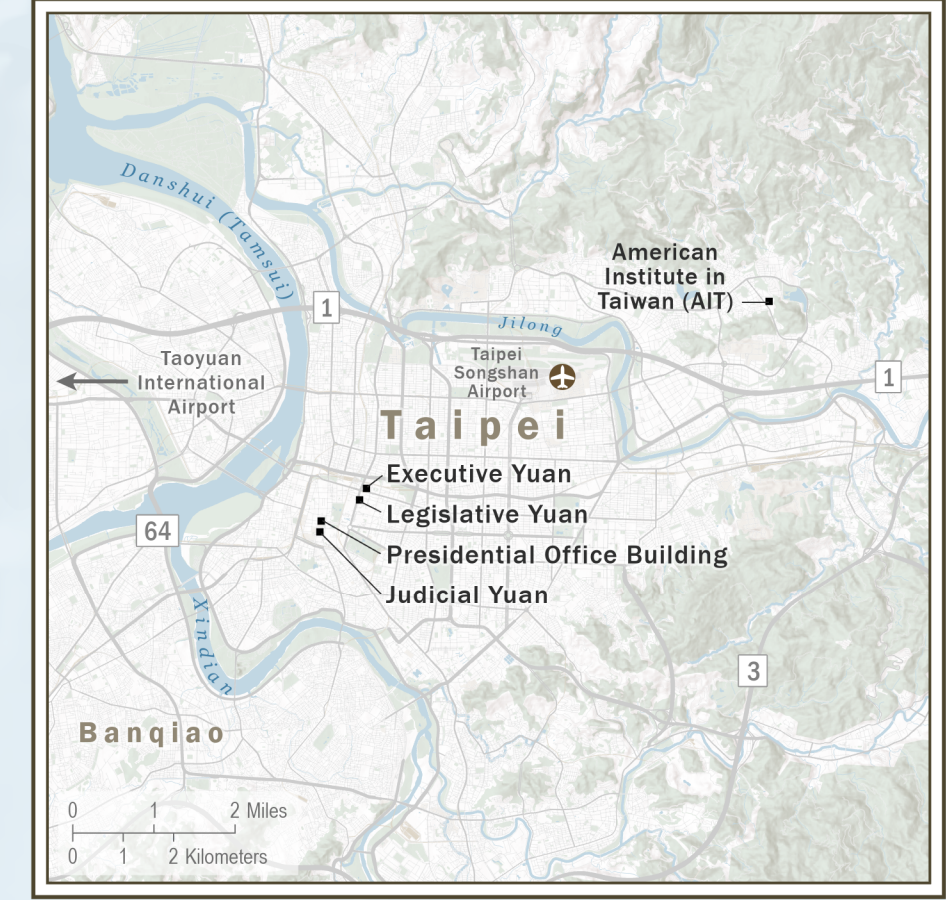 Danshui (Tamsui)
American
Institute in
Taiwan (AIT)
1
Jilong
Taoyuan
International
Airport
Taipei
Songshan
Airport
1
Taipei
Executive Yuan
Legislative Yuan
64
Presidential Office Building
Judicial Yuan
Xindian
3
Banqiao
0 1 2 Miles
0 1 2 Kilometers